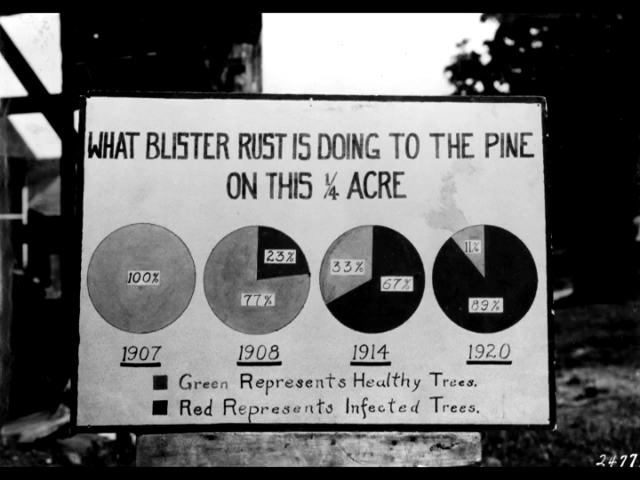 WHAT BLISTER RUST IS DOING TO THE PINE
ON THIS ¼ ACRE
100%
23%
77%
33%
67%
11%
89%
1907 1908 1914 1920
Green Represents Healthy Trees.
Red Represents Infected Trees.
2477